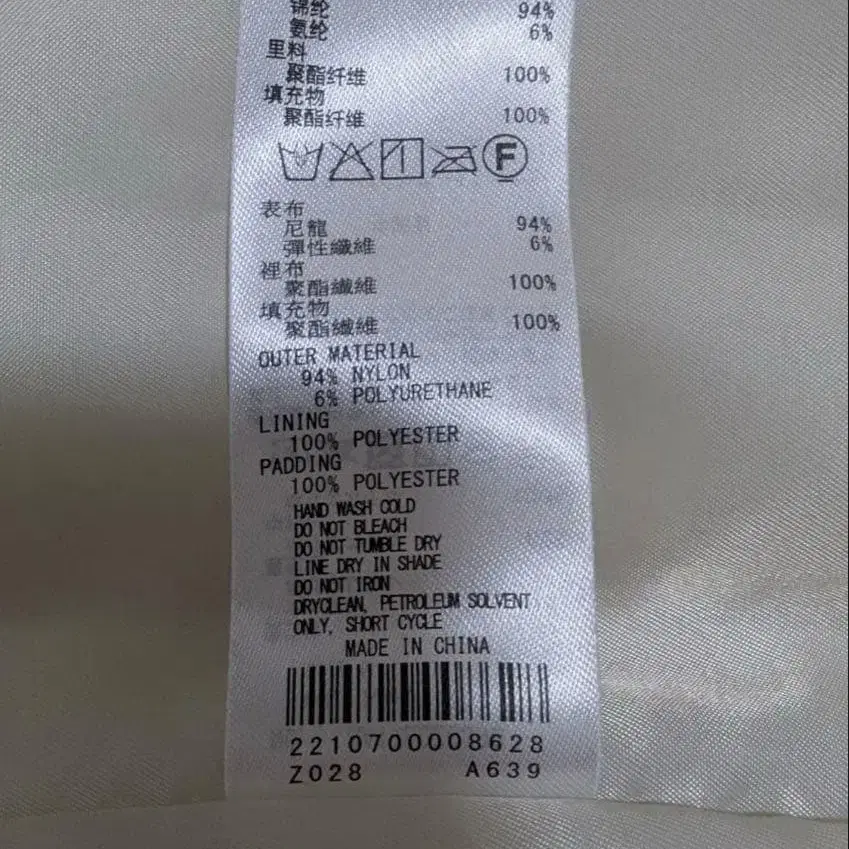 锦纶 94%
氨纶 6%
里料
聚酯纤维 100%
填充物
聚酯纤维 100%
F
表布
尼龍 94%
彈性纖維 6%
裡布
聚酯纖維 100%
填充物
聚酯纖維 100%
OUTER MATERIAL
94% NYLON
6% POLYURETHANE
LINING
100% POLYESTER
PADDING
100% POLYESTER
HAND WASH COLD
DO NOT BLEACH
DO NOT TUMBLE DRY
LINE DRY IN SHADE
DO NOT IRON
DRYCLEAN, PETROLEUM SOLVENT
ONLY, SHORT CYCLE
MADE IN CHINA
2210700008628
Z028 A639